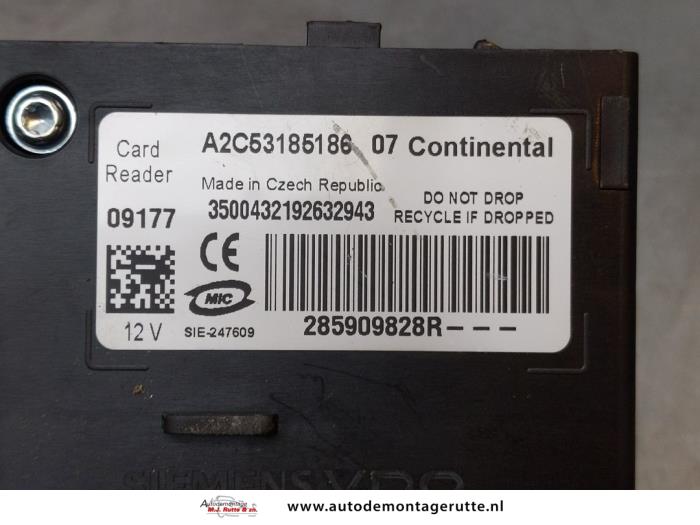 A2C53185186 07 Continental
Card
Reader
Made in Czech Republic
DO NOT DROP
RECYCLE IF DROPPED
09177
3500432192632943
CE
MIC
12 V
SIE-247609
285909828R---
SIEMENS VDO
Autodemontage
M.J. Rutte & zn.
www.autodemontagerutte.nl